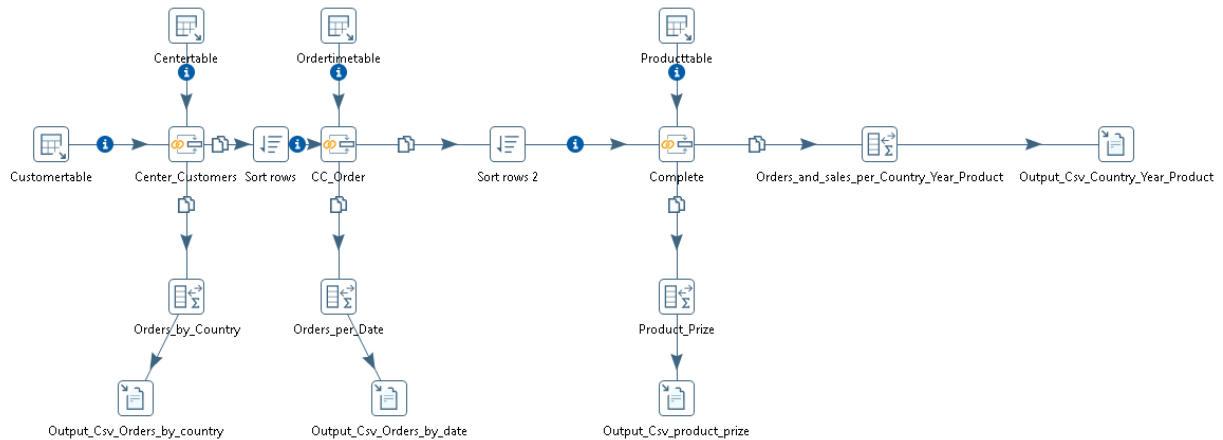 Centertable
Ordertimetable
Producttable
Customertable
Center_Customers
Sort rows
CC_Order
Sort rows 2
Complete
Orders_and_sales_per_Country_Year_Product
Output_Csv_Country_Year_Product
Orders_by_Country
Orders_per_Date
Product_Prize
Output_Csv_Orders_by_country
Output_Csv_Orders_by_date
Output_Csv_product_prize